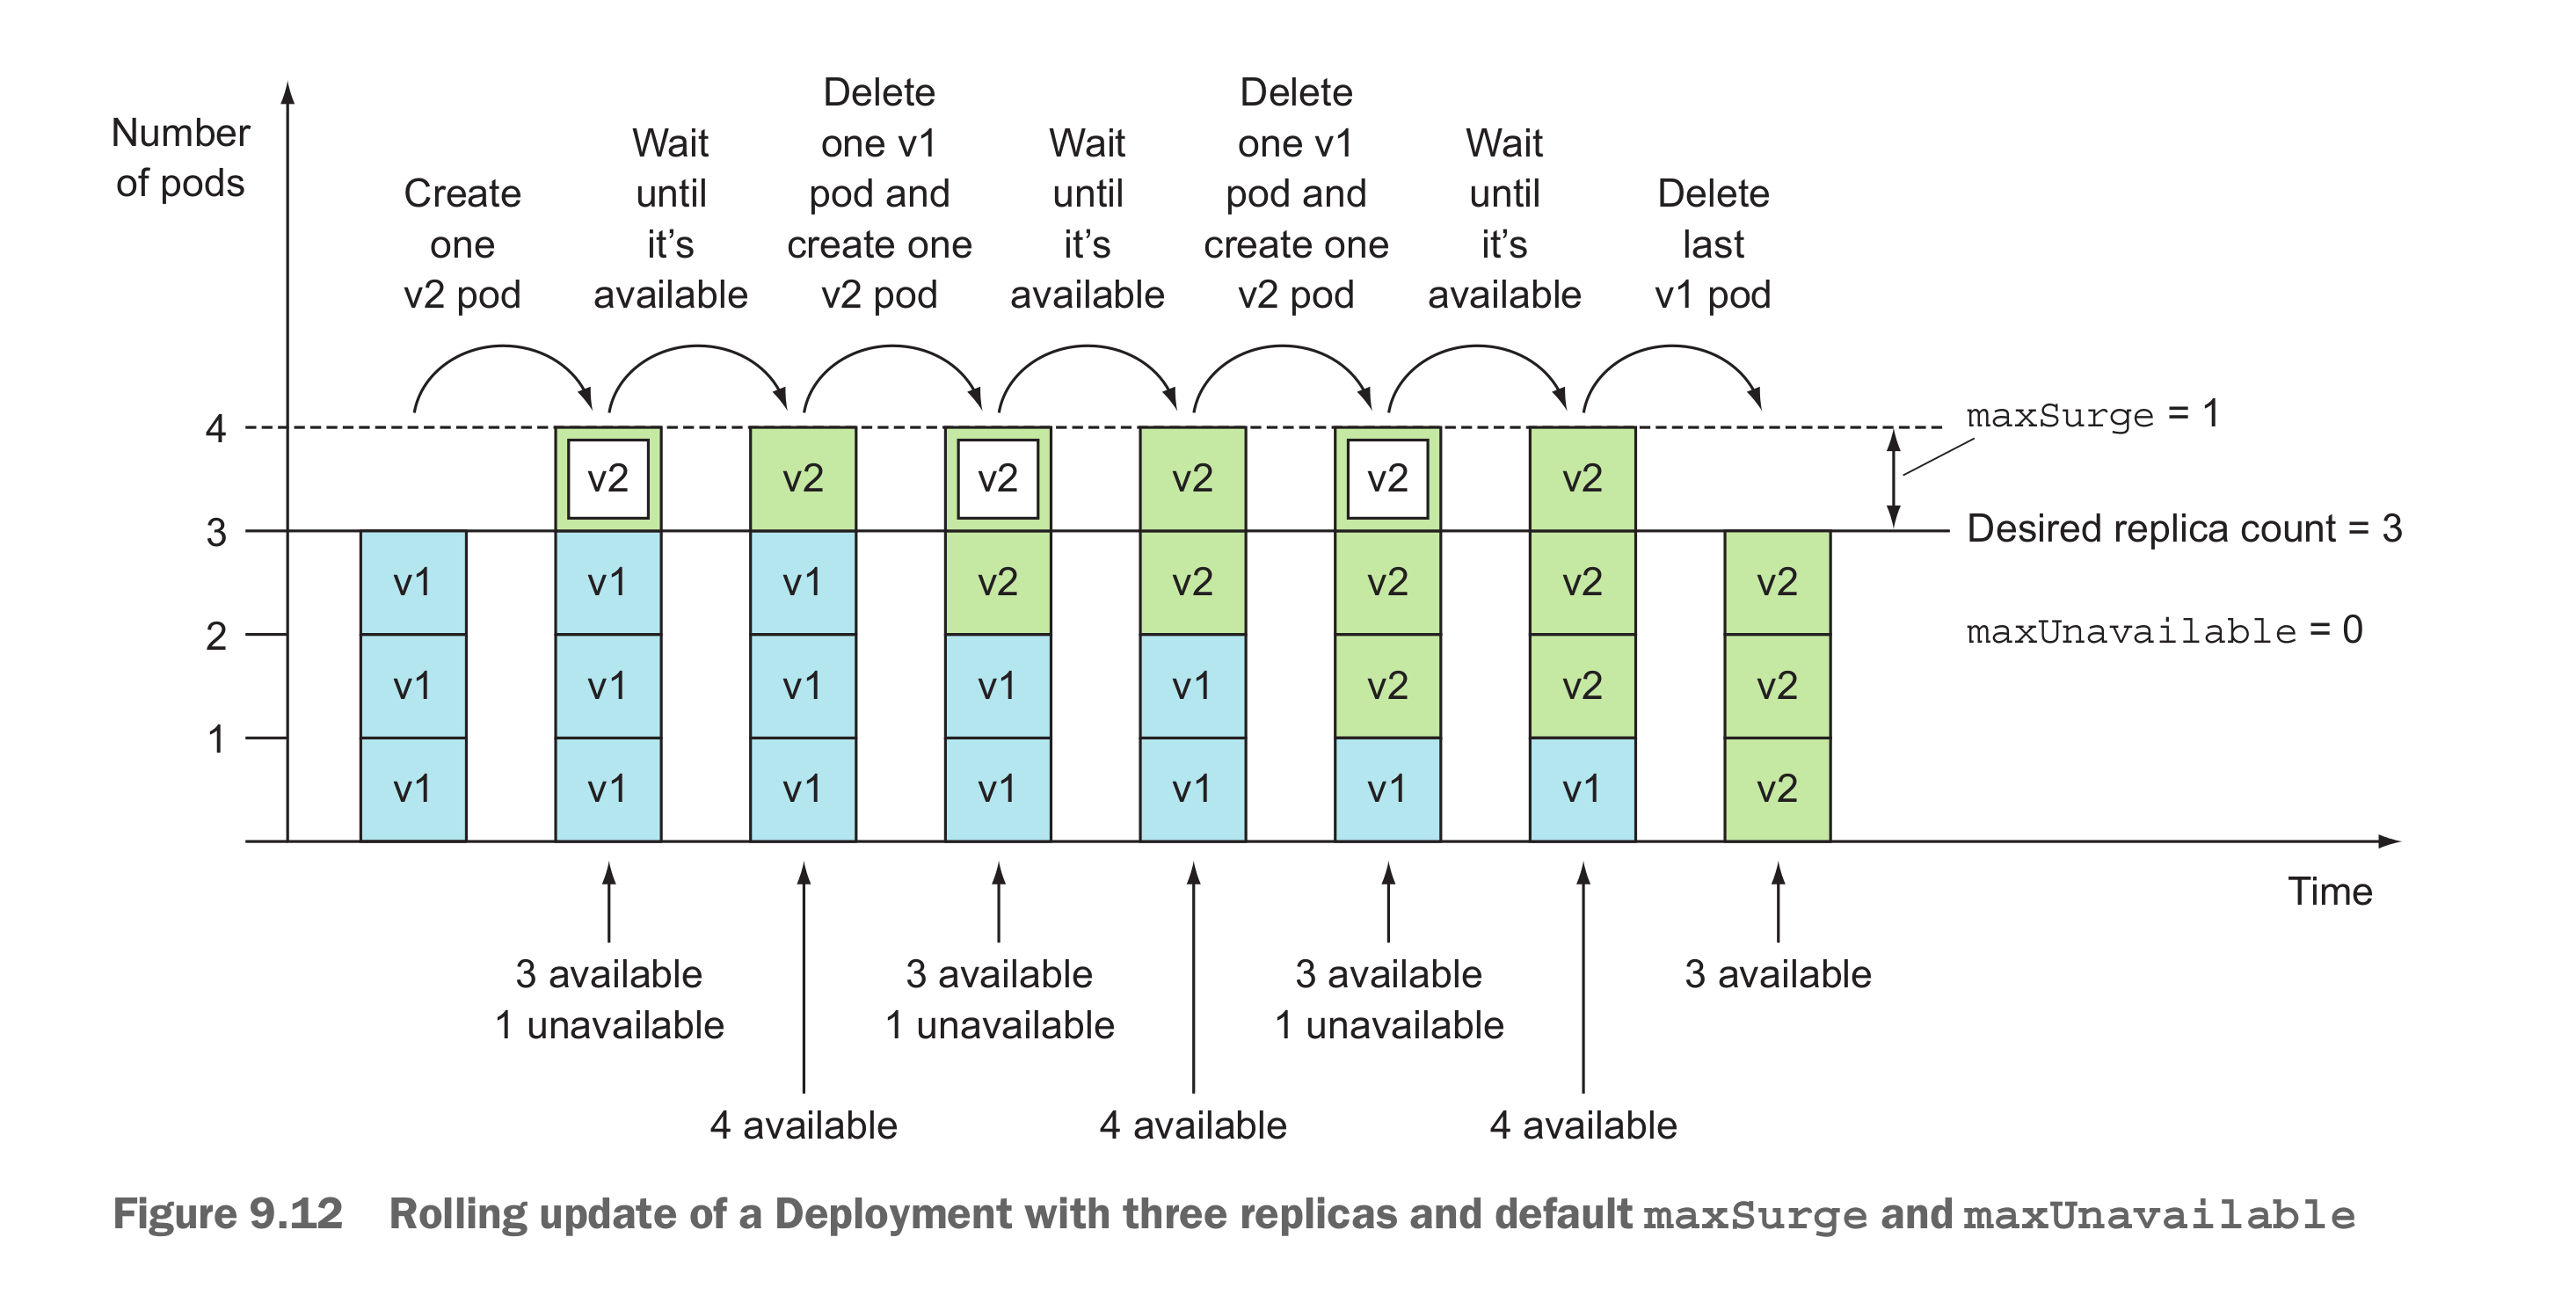 Number
of pods
Create
one
v2 pod
Wait
until
it's
available
Delete
one v1
pod and
create one
v2 pod
Wait
until
it's
available
Delete
one v1
pod and
create one
v2 pod
Wait
until
it's
available
Delete
last
v1 pod
4
maxSurge = 1
v2 v2 v2 v2 v2 v2
3
Desired replica count = 3
v1 v1 v1 v2 v2 v2 v2 v2
2
maxUnavailable = 0
v1 v1 v1 v1 v1 v2 v2 v2
1
v1 v1 v1 v1 v1 v1 v1 v2
Time
3 available
1 unavailable
3 available
1 unavailable
3 available
1 unavailable
3 available
4 available
4 available
4 available
Figure 9.12 Rolling update of a Deployment with three replicas and default maxSurge and maxUnavailable